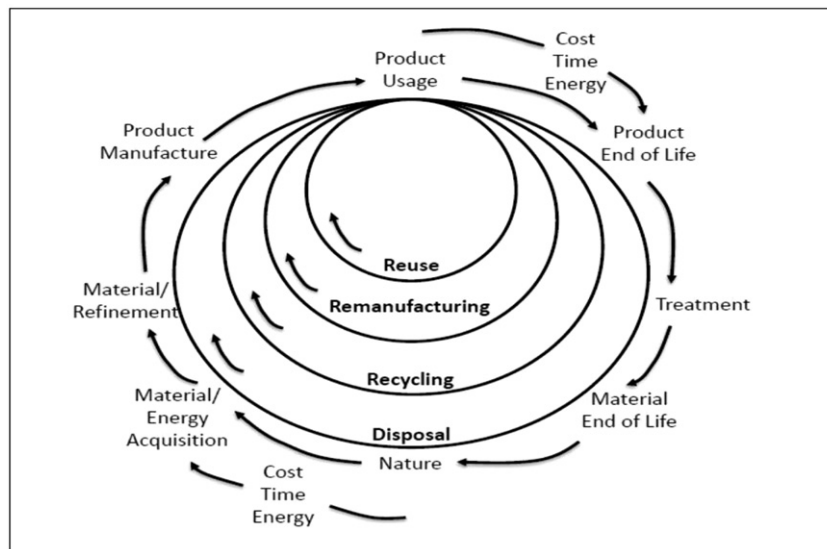 Cost
Time
Energy
Product
Usage
Product
End of Life
Product
Manufacture
Reuse
Material/
Refinement
Remanufacturing
Treatment
Recycling
Material/
Energy
Acquisition
Material
End of Life
Disposal
Nature
Cost
Time
Energy